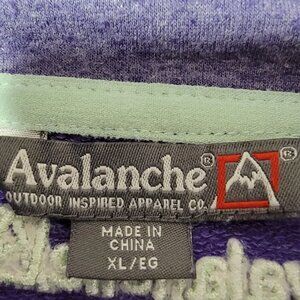 Avalanche®
OUTDOOR INSPIRED APPAREL CO.
MADE IN
CHINA
XL/EG